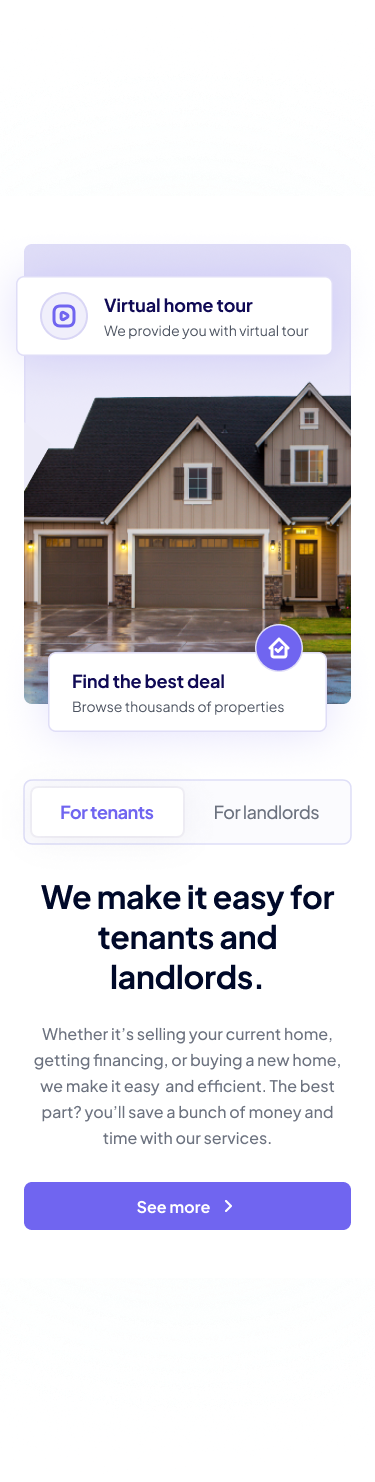 Virtual home tour
We provide you with virtual tour
Find the best deal
Browse thousands of properties
For tenants
For landlords
We make it easy for
tenants and
landlords.
Whether it’s selling your current home,
getting financing, or buying a new home,
we make it easy  and efficient. The best
part? you’ll save a bunch of money and
time with our services.
See more